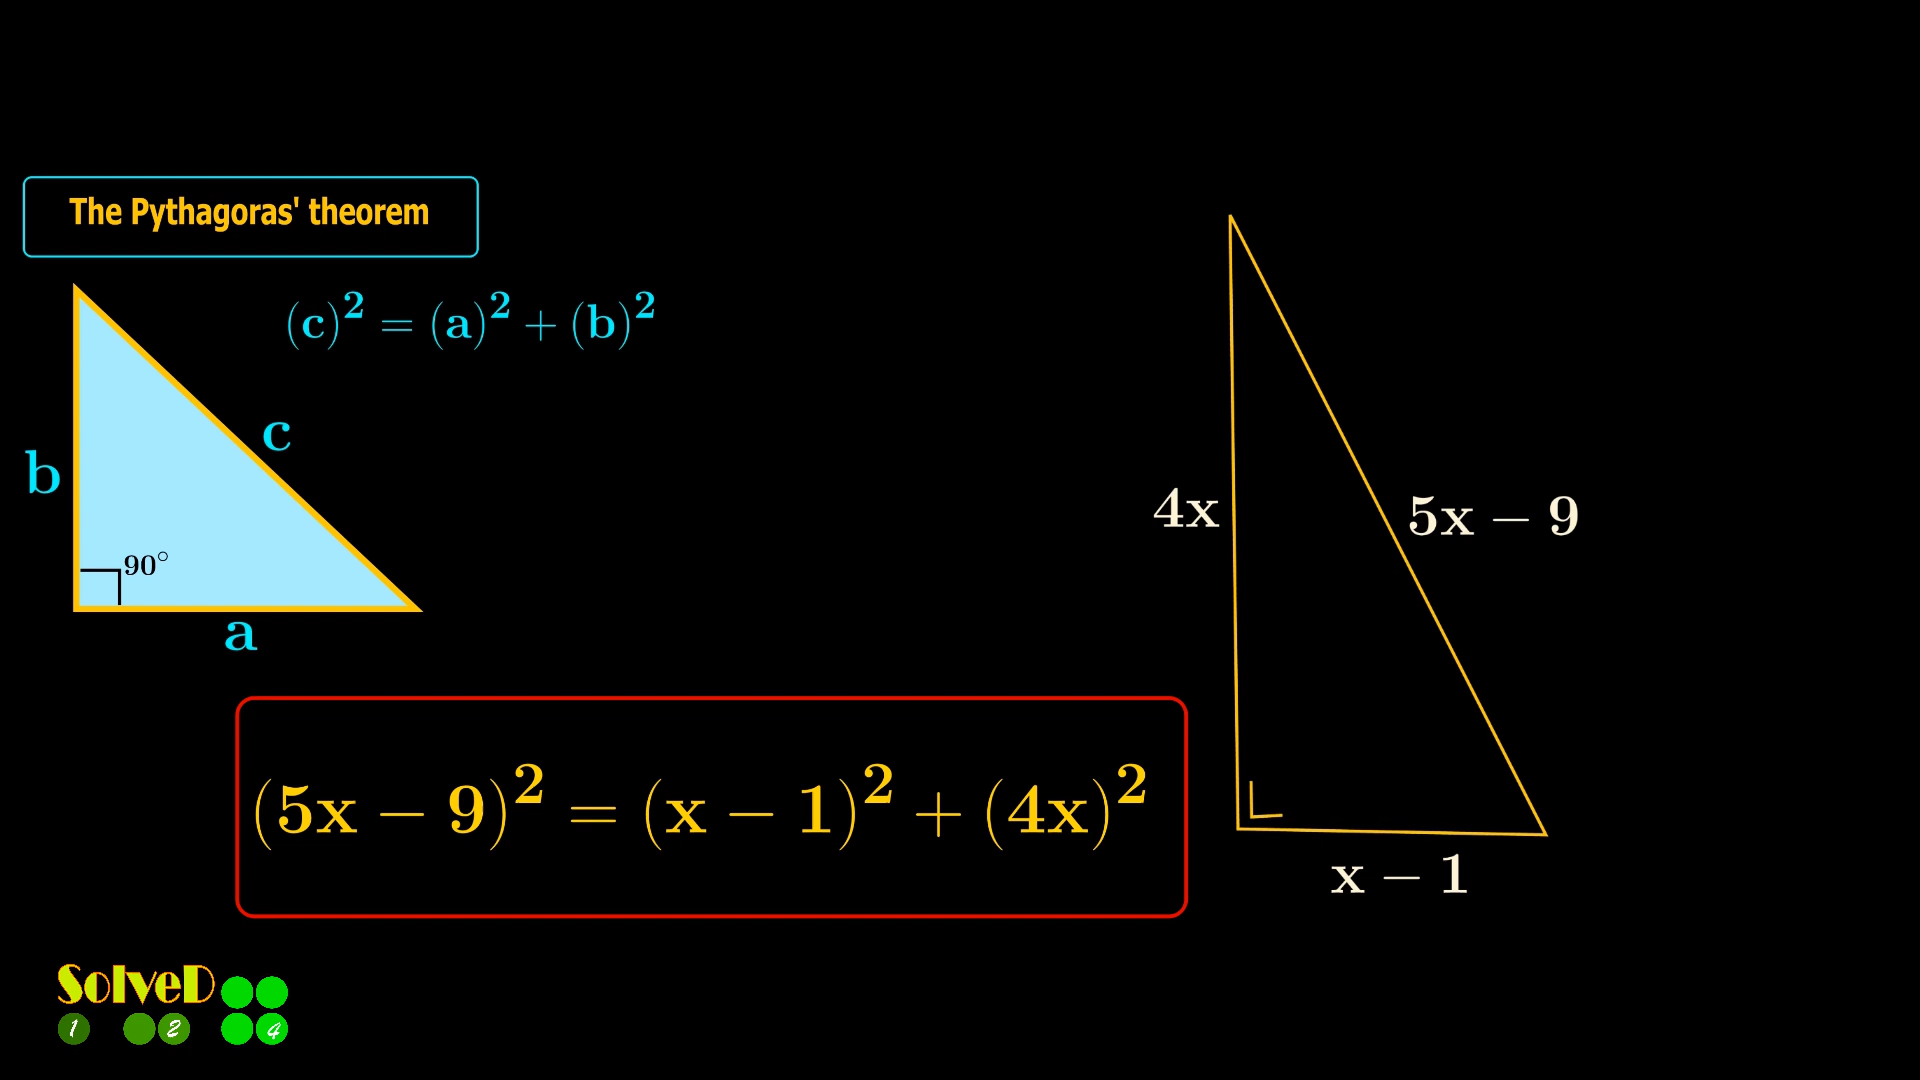 The Pythagoras' theorem
(c)² = (a)² + (b)²
c
b
90°
a
4x
5x − 9
(5x − 9)² = (x − 1)² + (4x)²
x − 1
SolveD
1 2 4